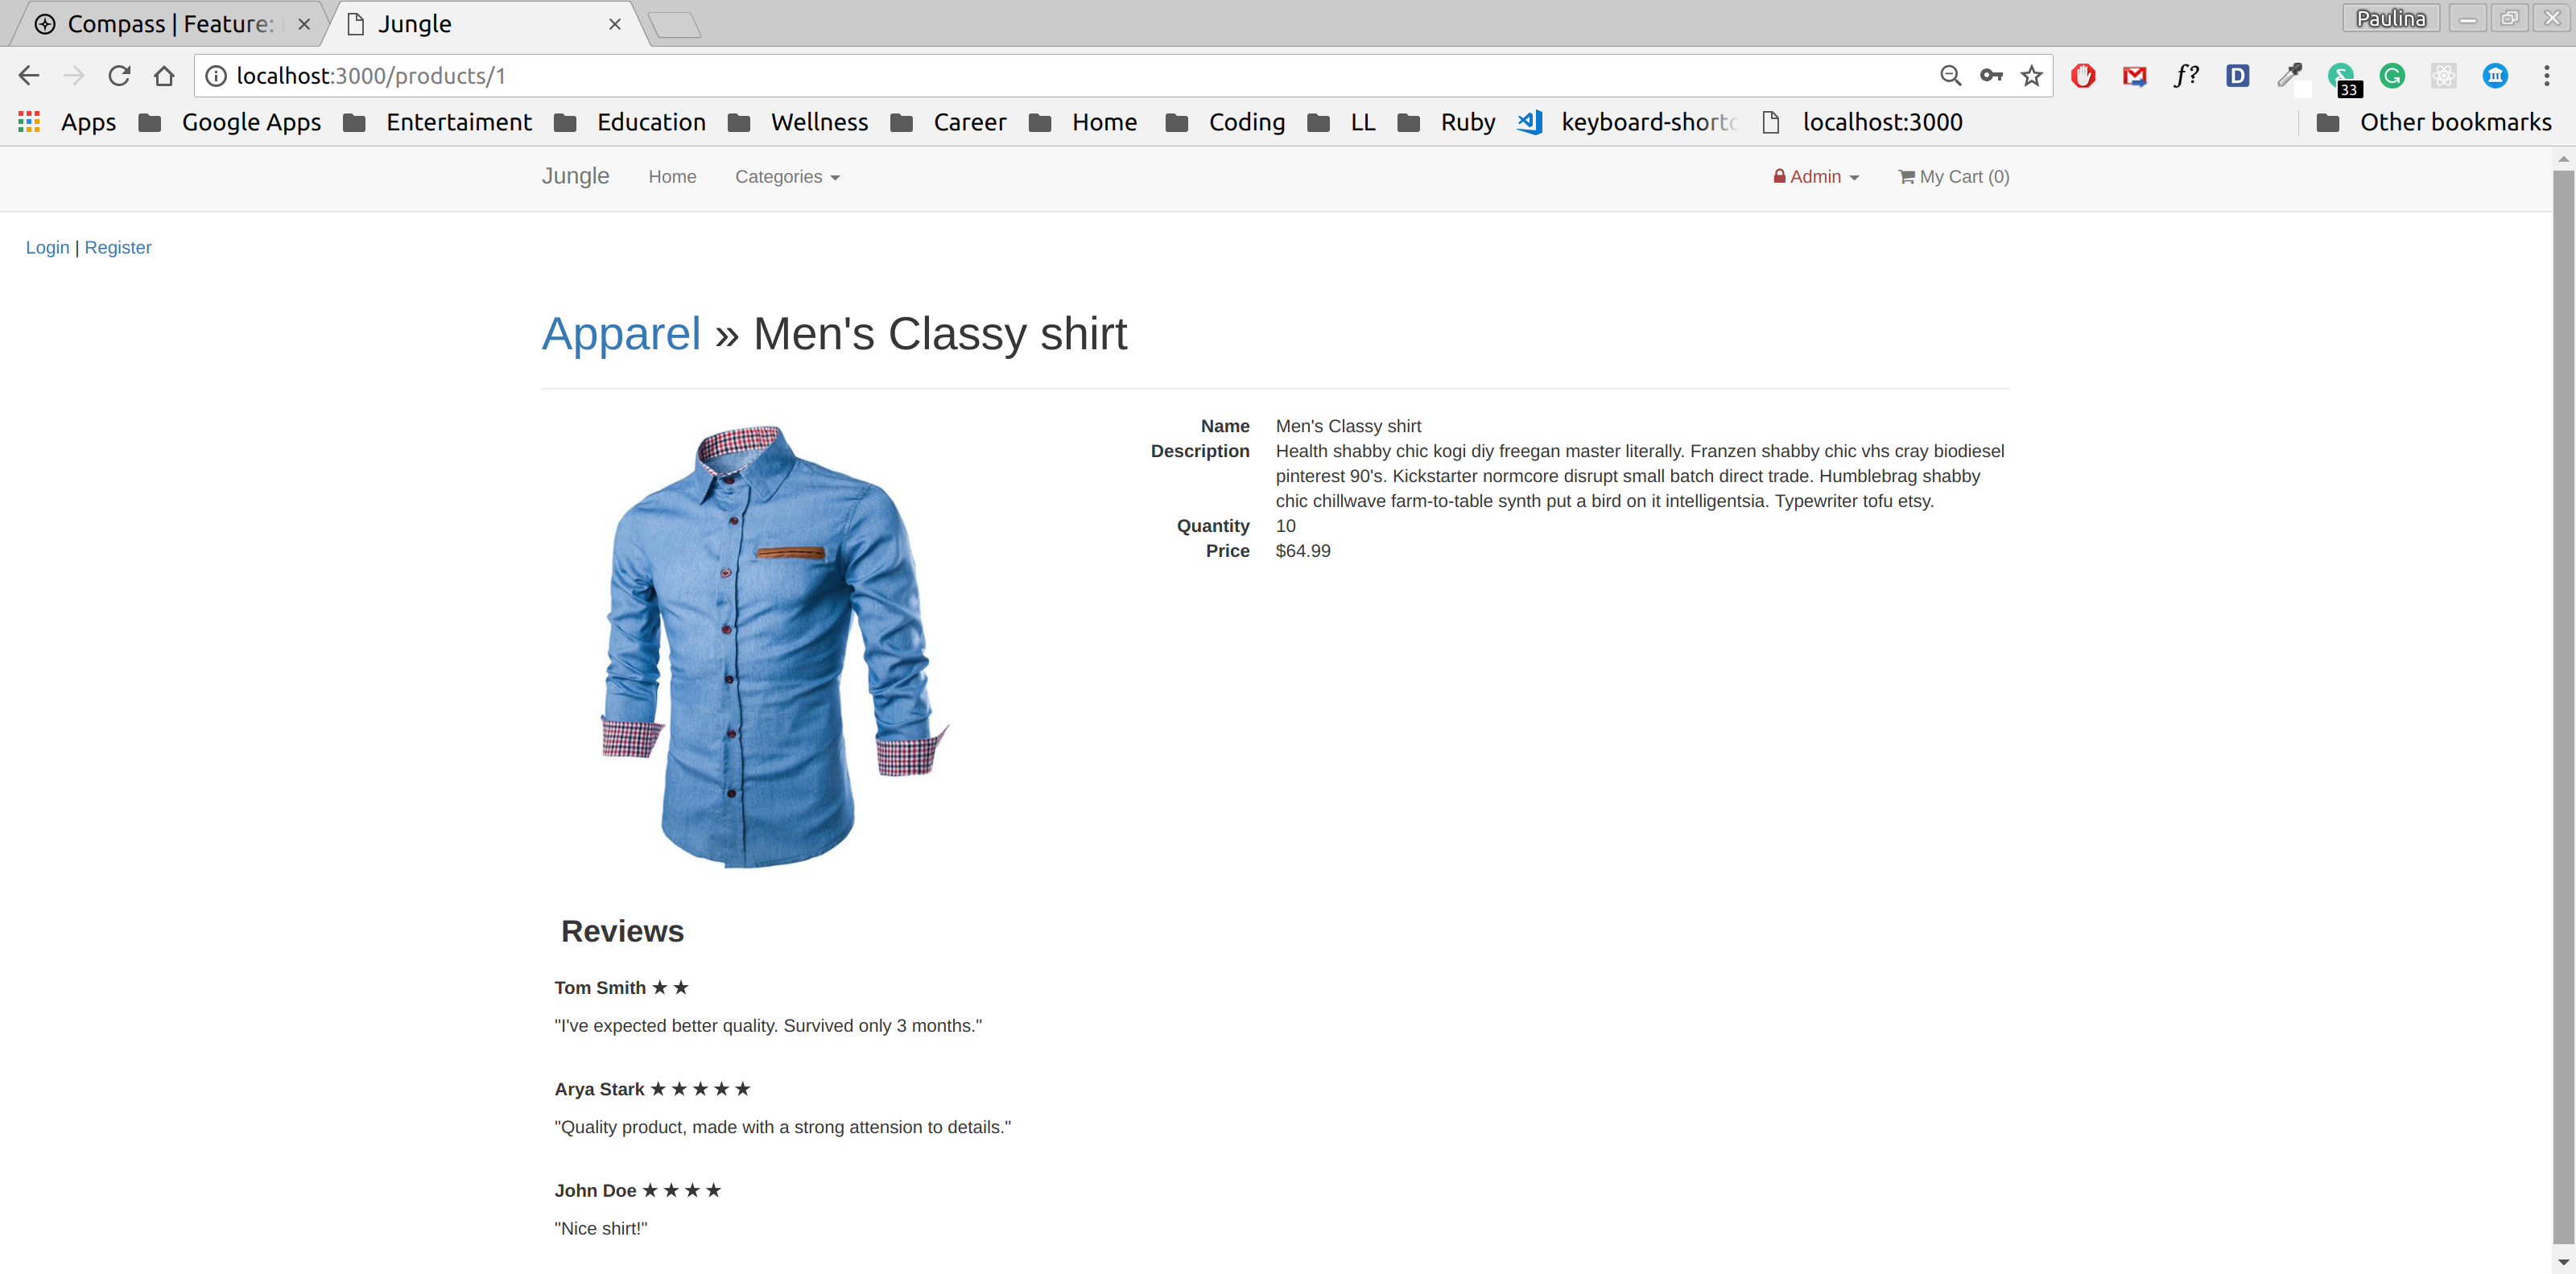 Compass | Feature:
Jungle
Paulina
localhost:3000/products/1
f?
D
33
G
Apps
Google Apps
Entertaiment
Education
Wellness
Career
Home
Coding
LL
Ruby
keyboard-shortc
localhost:3000
Other bookmarks
Jungle
Home
Categories
Admin
My Cart (0)
Login | Register
Apparel » Men's Classy shirt
Name Men's Classy shirt
Description Health shabby chic kogi diy freegan master literally. Franzen shabby chic vhs cray biodiesel
pinterest 90's. Kickstarter normcore disrupt small batch direct trade. Humblebrag shabby
chic chillwave farm-to-table synth put a bird on it intelligentsia. Typewriter tofu etsy.
Quantity 10
Price $64.99
Reviews
Tom Smith ★ ★
"I've expected better quality. Survived only 3 months."
Arya Stark ★ ★ ★ ★ ★
"Quality product, made with a strong attension to details."
John Doe ★ ★ ★ ★
"Nice shirt!"